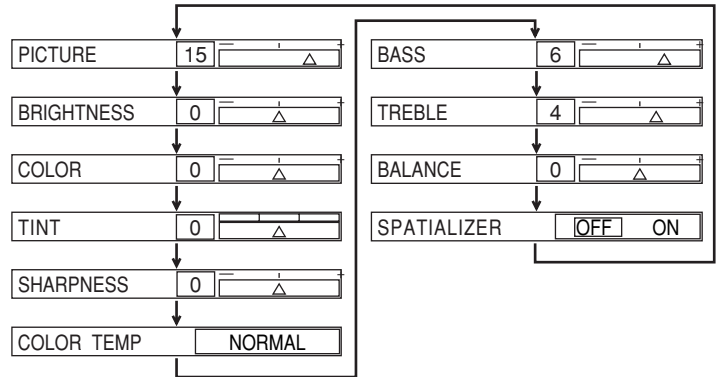 PICTURE 15 — +
BRIGHTNESS 0 — +
COLOR 0 — +
TINT 0
SHARPNESS 0 — +
COLOR TEMP NORMAL
BASS 6 — +
TREBLE 4 — +
BALANCE 0 — +
SPATIALIZER OFF ON